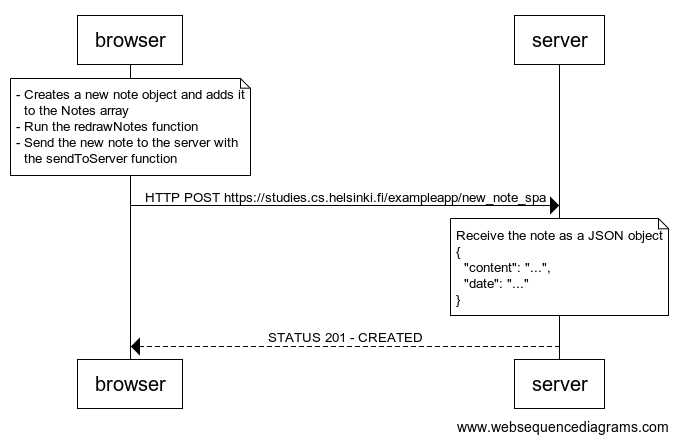 browser
server
- Creates a new note object and adds it
to the Notes array
- Run the redrawNotes function
- Send the new note to the server with
the sendToServer function
HTTP POST https://studies.cs.helsinki.fi/exampleapp/new_note_spa
Receive the note as a JSON object
{
"content": "...",
"date": "..."
}
STATUS 201 - CREATED
browser
server
www.websequencediagrams.com